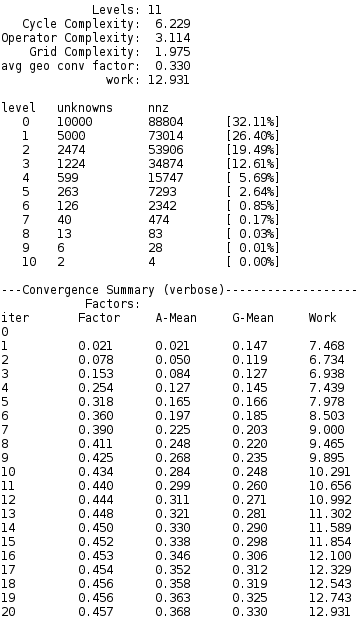 Levels: 11
Cycle Complexity: 6.229
Operator Complexity: 3.114
Grid Complexity: 1.975
avg geo conv factor: 0.330
work: 12.931
level unknowns nnz
0 10000 88804 [32.11%]
1 5000 73014 [26.40%]
2 2474 53906 [19.49%]
3 1224 34874 [12.61%]
4 599 15747 [ 5.69%]
5 263 7293 [ 2.64%]
6 126 2342 [ 0.85%]
7 40 474 [ 0.17%]
8 13 83 [ 0.03%]
9 6 28 [ 0.01%]
10 2 4 [ 0.00%]
---Convergence Summary (verbose)-------------------
Factors:
iter Factor A-Mean G-Mean Work
0
1 0.021 0.021 0.147 7.468
2 0.078 0.050 0.119 6.734
3 0.153 0.084 0.127 6.938
4 0.254 0.127 0.145 7.439
5 0.318 0.165 0.166 7.978
6 0.360 0.197 0.185 8.503
7 0.390 0.225 0.203 9.000
8 0.411 0.248 0.220 9.465
9 0.425 0.268 0.235 9.895
10 0.434 0.284 0.248 10.291
11 0.440 0.299 0.260 10.656
12 0.444 0.311 0.271 10.992
13 0.448 0.321 0.281 11.302
14 0.450 0.330 0.290 11.589
15 0.452 0.338 0.298 11.854
16 0.453 0.346 0.306 12.100
17 0.454 0.352 0.312 12.329
18 0.456 0.358 0.319 12.543
19 0.456 0.363 0.325 12.743
20 0.457 0.368 0.330 12.931